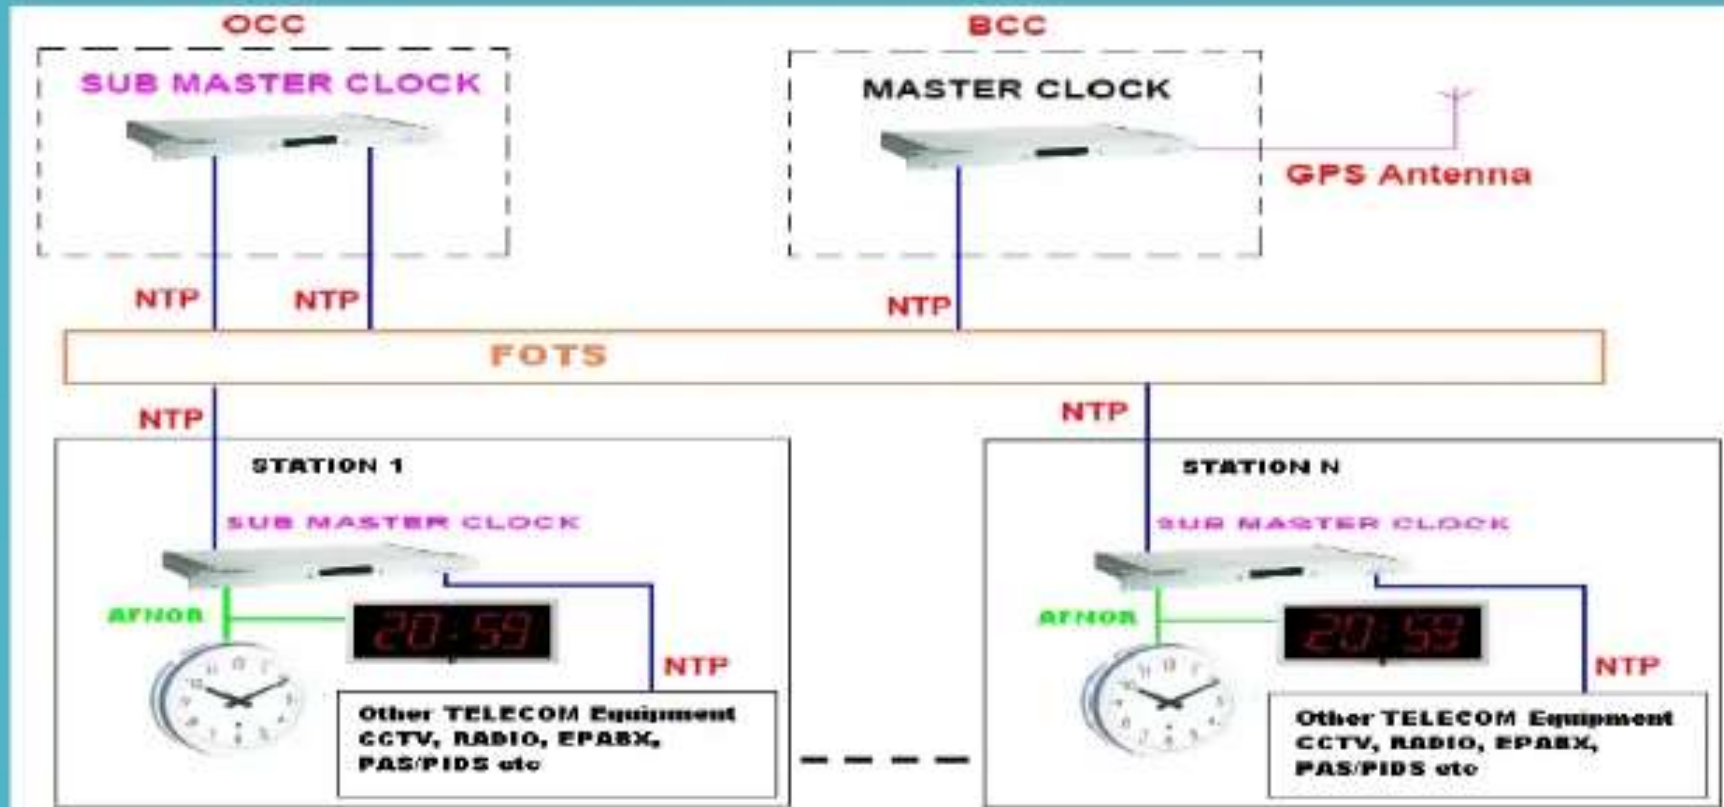 OCC
BCC
SUB MASTER CLOCK
MASTER CLOCK
GPS Antenna
NTP
NTP
NTP
FOTS
NTP
NTP
STATION 1
STATION N
SUB MASTER CLOCK
SUB MASTER CLOCK
AFNOR
20:59
AFNOR
20:59
NTP
NTP
Other TELECOM Equipment
CCTV, RADIO, EPABX,
PAS/PIDS etc
Other TELECOM Equipment
CCTV, RADIO, EPABX,
PAS/PIDS etc